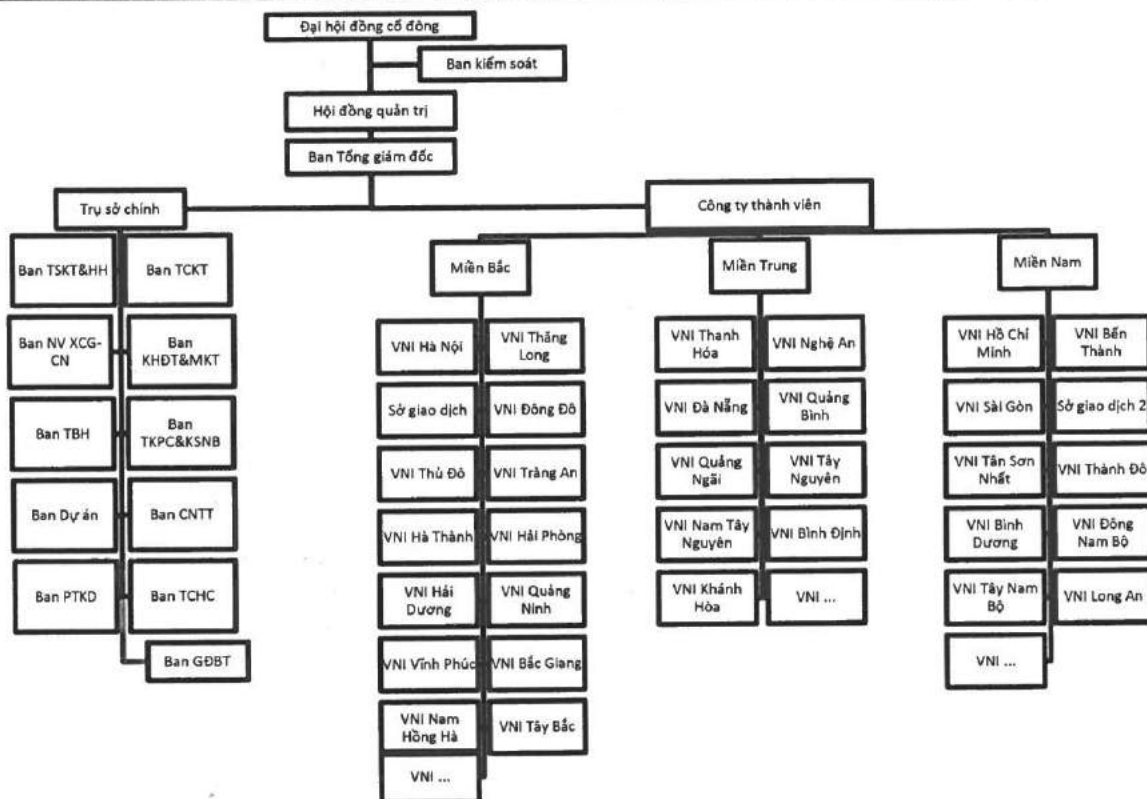 Đại hội đồng cổ đông
Ban kiểm soát
Hội đồng quản trị
Ban Tổng giám đốc
Trụ sở chính
Công ty thành viên
Ban TSKT&HH
Ban TCKT
Ban NV XCG-
CN
Ban
KHĐT&MKT
Ban TBH
Ban
TKPC&KSNB
Ban Dự án
Ban CNTT
Ban PTKD
Ban TCHC
Ban GĐBT
Miền Bắc
VNI Hà Nội
VNI Thăng
Long
Sở giao dịch
VNI Đông Đô
VNI Thủ Đô
VNI Tràng An
VNI Hà Thành
VNI Hải Phòng
VNI Hải
Dương
VNI Quảng
Ninh
VNI Vĩnh Phúc
VNI Bắc Giang
VNI Nam
Hồng Hà
VNI Tây Bắc
VNI ...
Miền Trung
VNI Thanh
Hóa
VNI Nghệ An
VNI Đà Nẵng
VNI Quảng
Bình
VNI Quảng
Ngãi
VNI Tây
Nguyên
VNI Nam Tây
Nguyên
VNI Bình Định
VNI Khánh
Hòa
VNI ...
Miền Nam
VNI Hồ Chí
Minh
VNI Bến
Thành
VNI Sài Gòn
Sở giao dịch 2
VNI Tân Sơn
Nhất
VNI Thành Đô
VNI Bình
Dương
VNI Đông
Nam Bộ
VNI Tây Nam
Bộ
VNI Long An
VNI ...